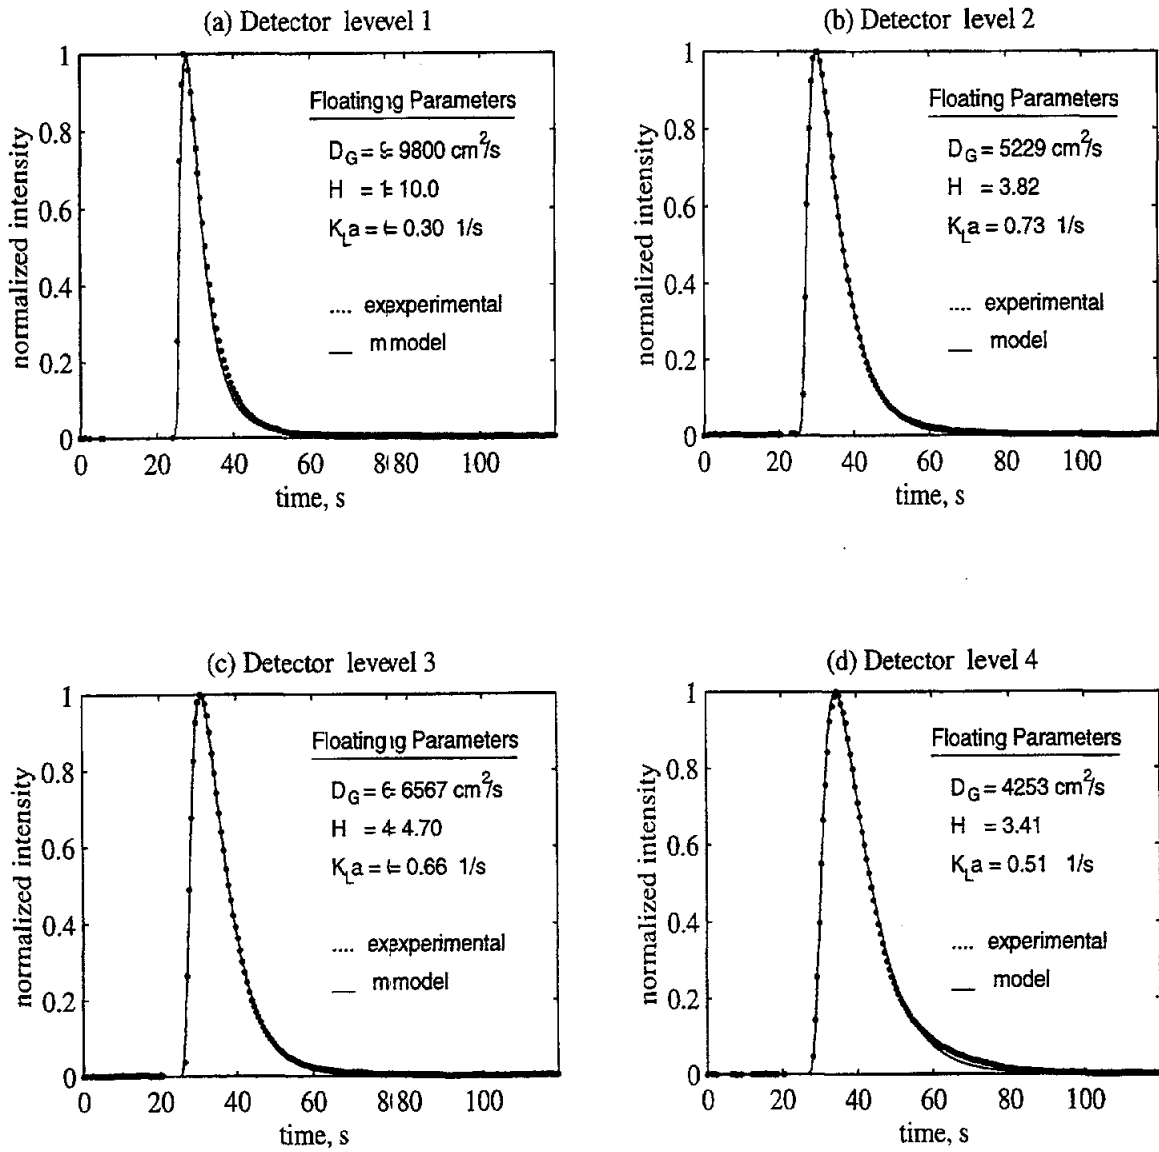 (a) Detector levevel 1
normalized intensity
1
0.8
0.6
0.4
0.2
0
Floatingıg Parameters
D_G = 9= 9800 cm²/s
H = 1= 10.0
K_La = (= 0.30 1/s
.... exexperimental
__ mmodel
0 20 40 8080 100
time, s
(b) Detector level 2
normalized intensity
1
0.8
0.6
0.4
0.2
0
Floating Parameters
D_G = 5229 cm²/s
H = 3.82
K_La = 0.73 1/s
.... experimental
__ model
0 20 40 60 80 100
time, s
(c) Detector levevel 3
normalized intensity
1
0.8
0.6
0.4
0.2
0
Floatingıg Parameters
D_G = 6= 6567 cm²/s
H = 4= 4.70
K_La = (= 0.66 1/s
.... exexperimental
__ mmodel
0 20 40 60 8080 100
time, s
(d) Detector level 4
normalized intensity
1
0.8
0.6
0.4
0.2
0
Floating Parameters
D_G = 4253 cm²/s
H = 3.41
K_La = 0.51 1/s
.... experimental
__ model
0 20 40 60 80 100
time, s